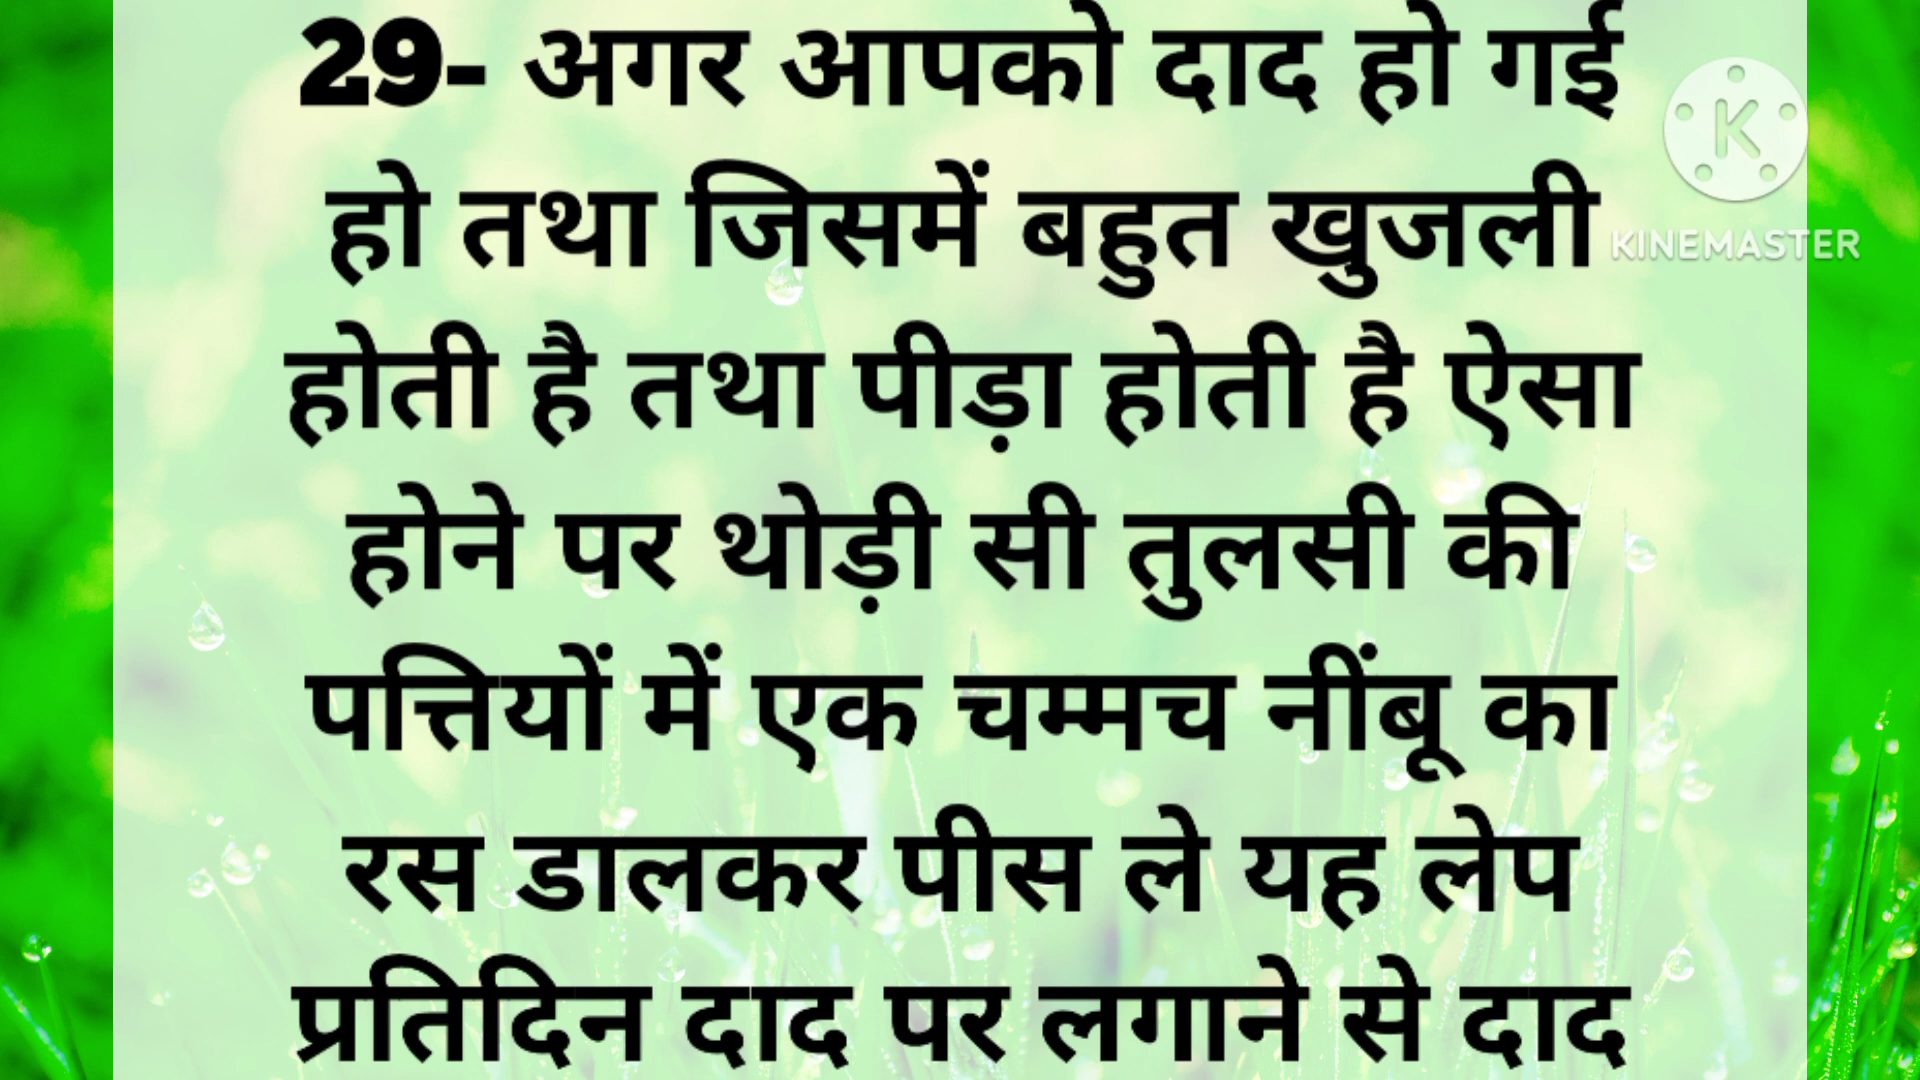 29- अगर आपको दाद हो गई
हो तथा जिसमें बहुत खुजली
होती है तथा पीड़ा होती है ऐसा
होने पर थोड़ी सी तुलसी की
पत्तियों में एक चम्मच नींबू का
रस डालकर पीस ले यह लेप
प्रतिदिन दाद पर लगाने से दाद
K
KINEMASTER